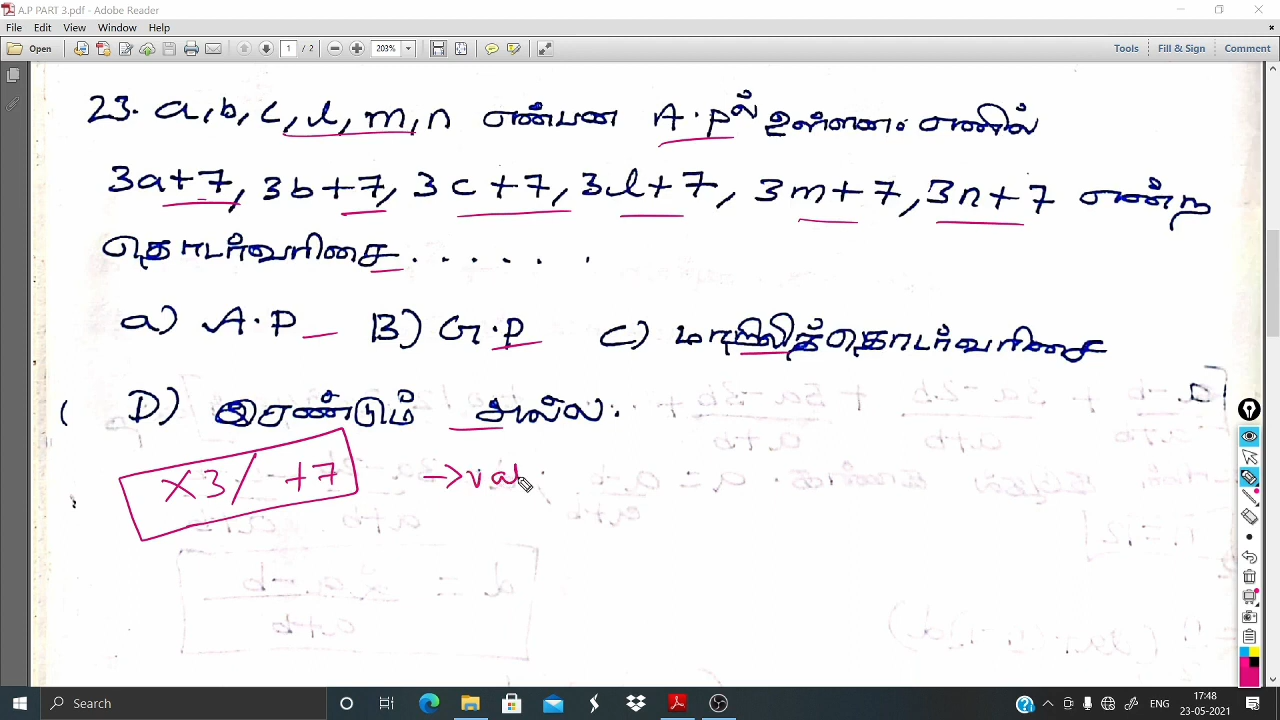 A.P PART 3.pdf - Adobe Reader
File Edit View Window Help
Open 1 / 2 203% Tools Fill & Sign Comment
23. a, b, c, l, m, n என்பன A.P ல் உள்ளன. எனில்
3a+7, 3b+7, 3c+7, 3l+7, 3m+7, 3n+7 என்ற
தொடர்வரிசை . . . . . .
a) A.P B) G.P C) மாறிலித்தொடர்வரிசை
D) இரண்டும் அல்ல.
×3/ +7 → val
Search
ENG 17:48
23-05-2021